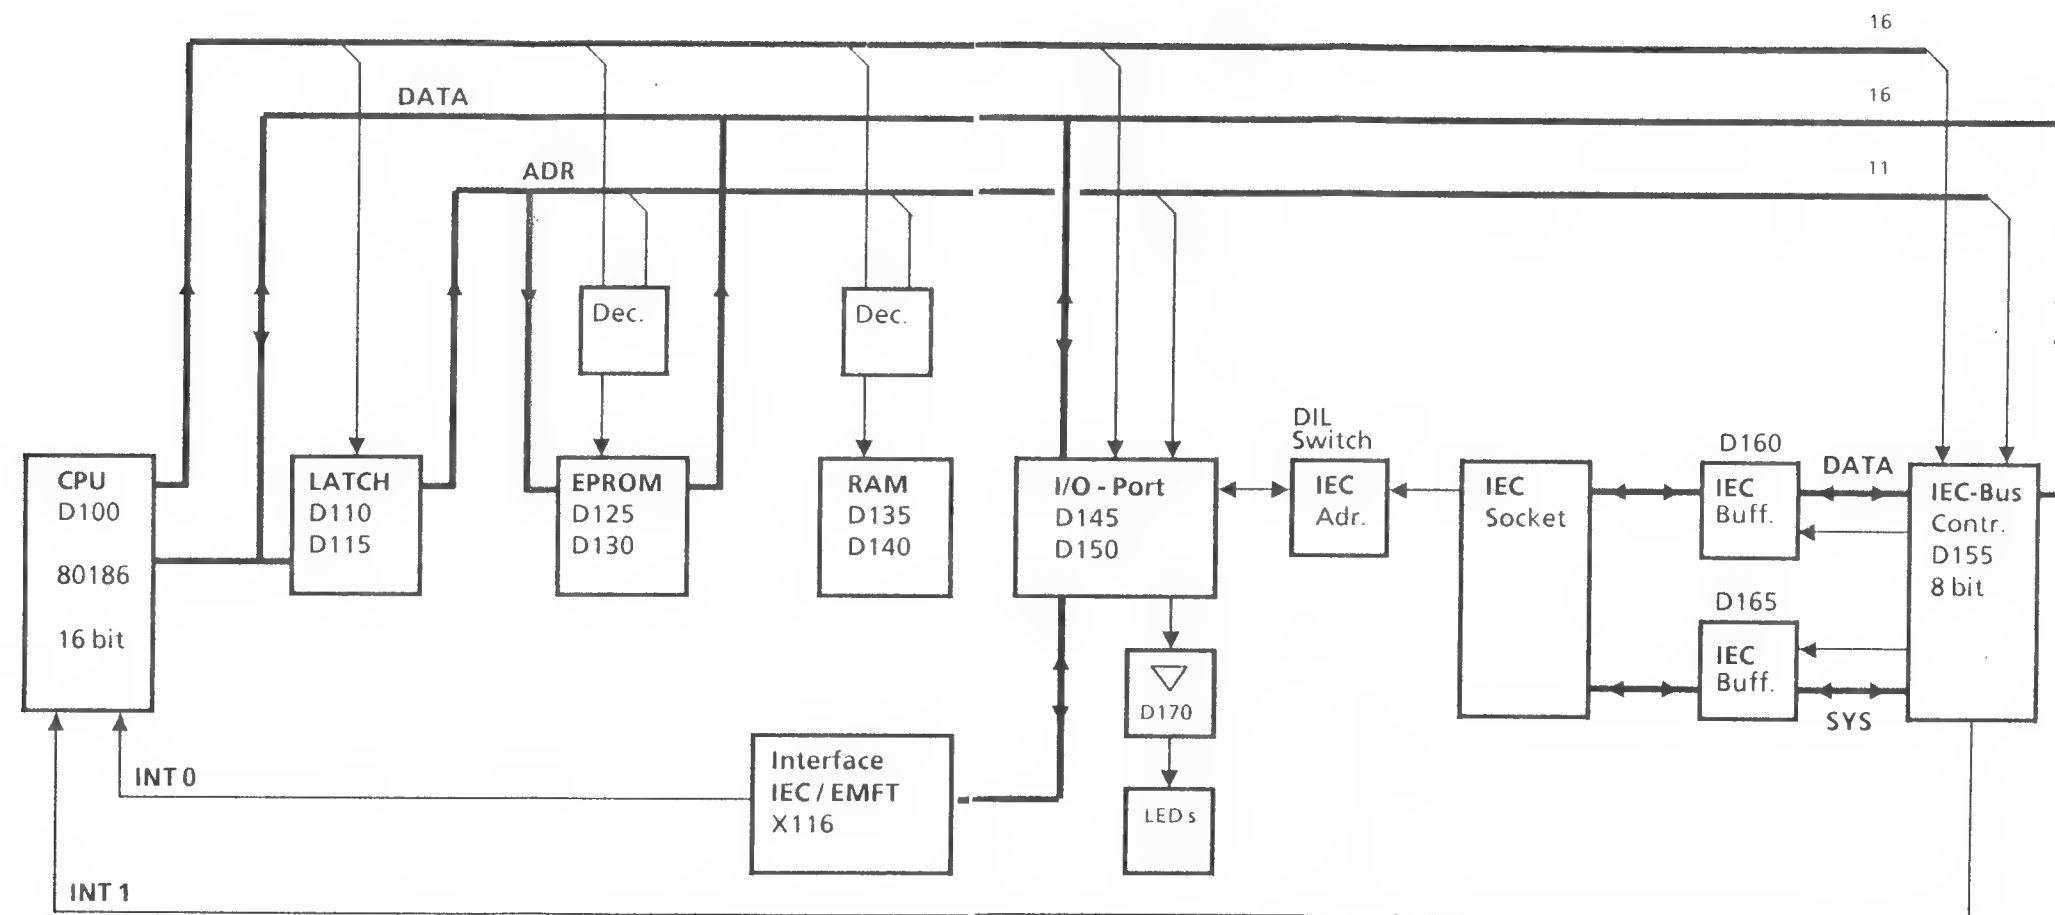 16
DATA
16
ADR
11
Dec.
Dec.
CPU
D100
80186
16 bit
LATCH
D110
D115
EPROM
D125
D130
RAM
D135
D140
I/O - Port
D145
D150
DIL
Switch
IEC
Adr.
IEC
Socket
D160
IEC
Buff.
DATA
IEC-Bus
Contr.
D155
8 bit
D165
IEC
Buff.
SYS
D170
LED s
Interface
IEC / EMFT
X116
INT 0
INT 1